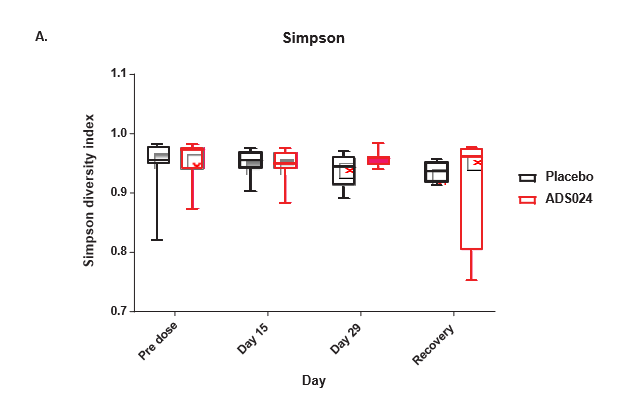 A.
Simpson
Simpson diversity index
1.1
1.0
0.9
0.8
0.7
Pre dose
Day 15
Day 29
Recovery
Day
Placebo
ADS024